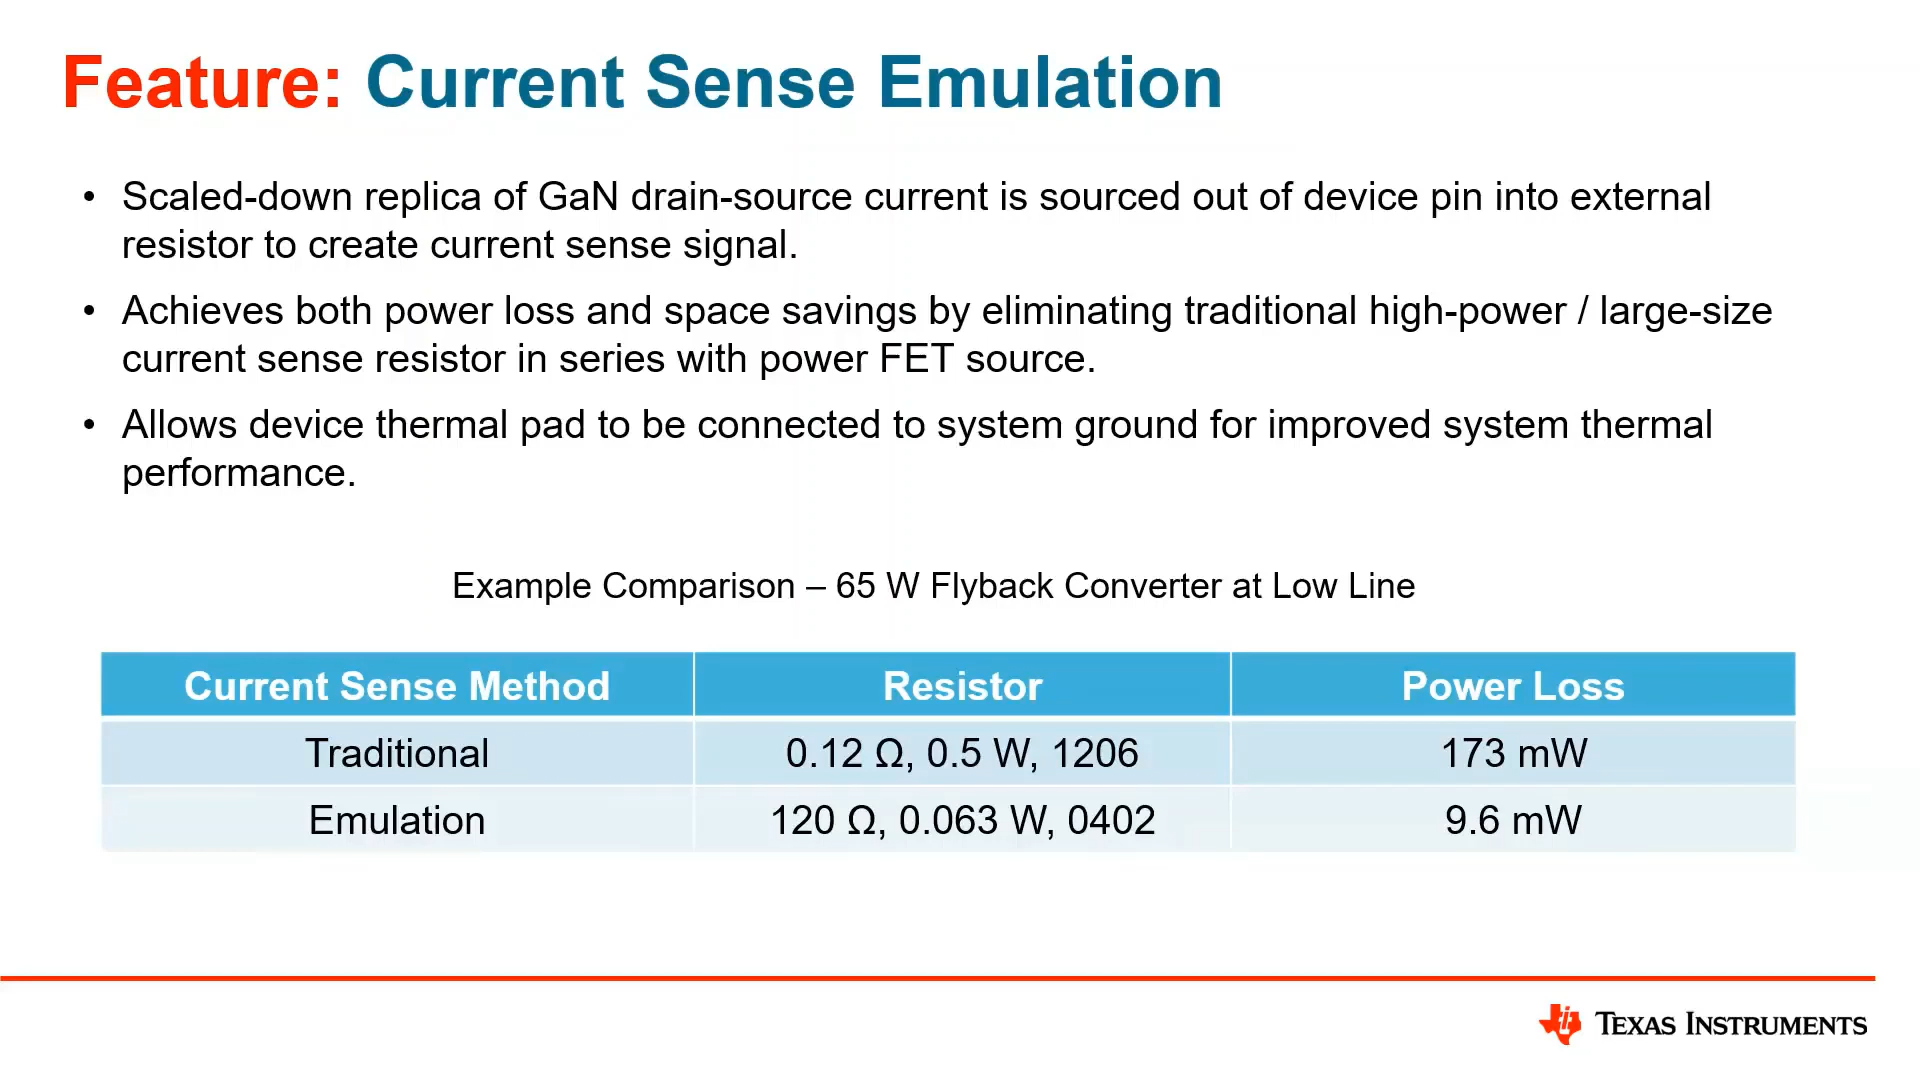 Feature: Current Sense Emulation
• Scaled-down replica of GaN drain-source current is sourced out of device pin into external
resistor to create current sense signal.
• Achieves both power loss and space savings by eliminating traditional high-power / large-size
current sense resistor in series with power FET source.
• Allows device thermal pad to be connected to system ground for improved system thermal
performance.
Example Comparison – 65 W Flyback Converter at Low Line
Current Sense Method Resistor Power Loss
Traditional 0.12 Ω, 0.5 W, 1206 173 mW
Emulation 120 Ω, 0.063 W, 0402 9.6 mW
Texas Instruments